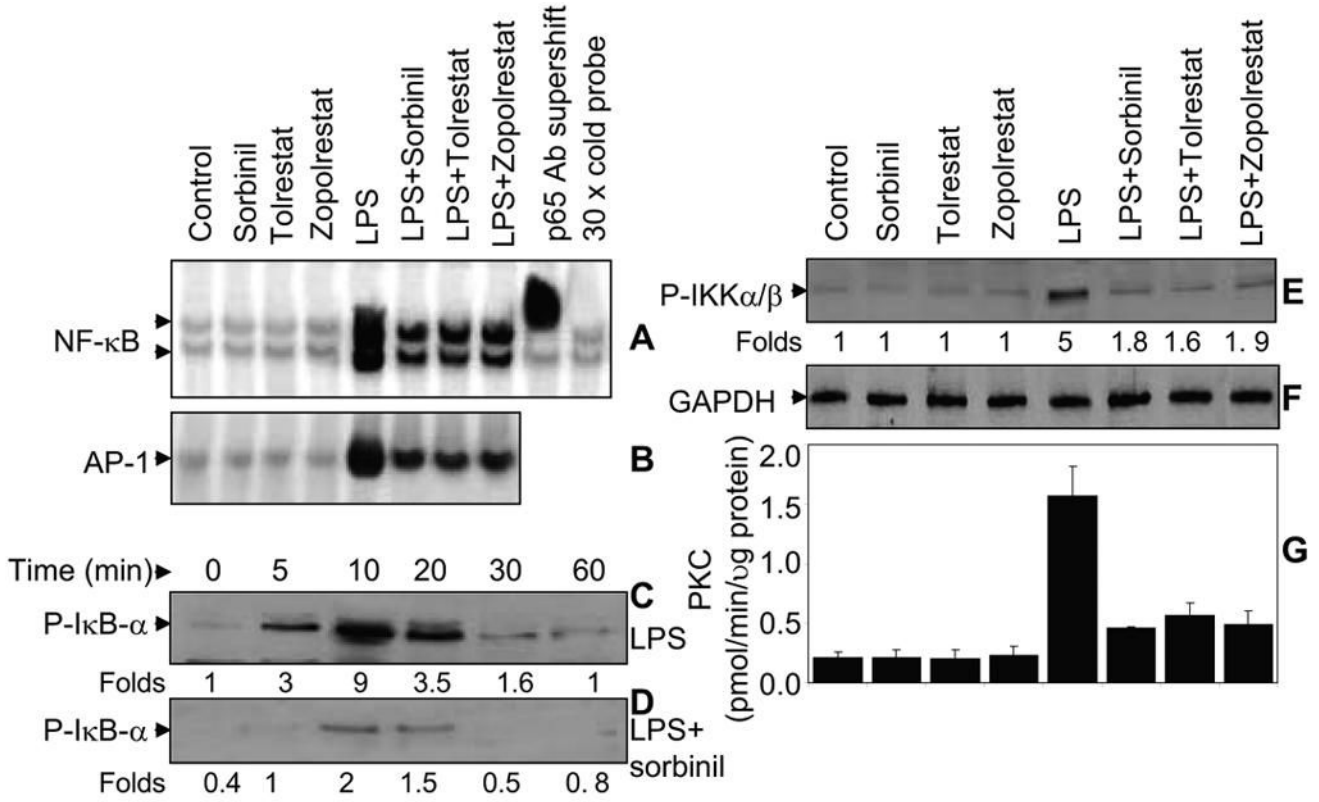 Control
Sorbinil
Tolrestat
Zopolrestat
LPS
LPS+Sorbinil
LPS+Tolrestat
LPS+Zopolrestat
p65 Ab supershift
30 x cold probe
NF-κB
A
AP-1
B
Time (min) 0 5 10 20 30 60
C
P-IκB-α
LPS
Folds 1 3 9 3.5 1.6 1
D
P-IκB-α
LPS+
sorbinil
Folds 0.4 1 2 1.5 0.5 0. 8
Control
Sorbinil
Tolrestat
Zopolrestat
LPS
LPS+Sorbinil
LPS+Tolrestat
LPS+Zopolrestat
P-IKKα/β
E
Folds 1 1 1 1 5 1.8 1.6 1. 9
GAPDH
F
PKC
(pmol/min/υg protein)
2.0
1.5
1.0
0.5
0.0
G